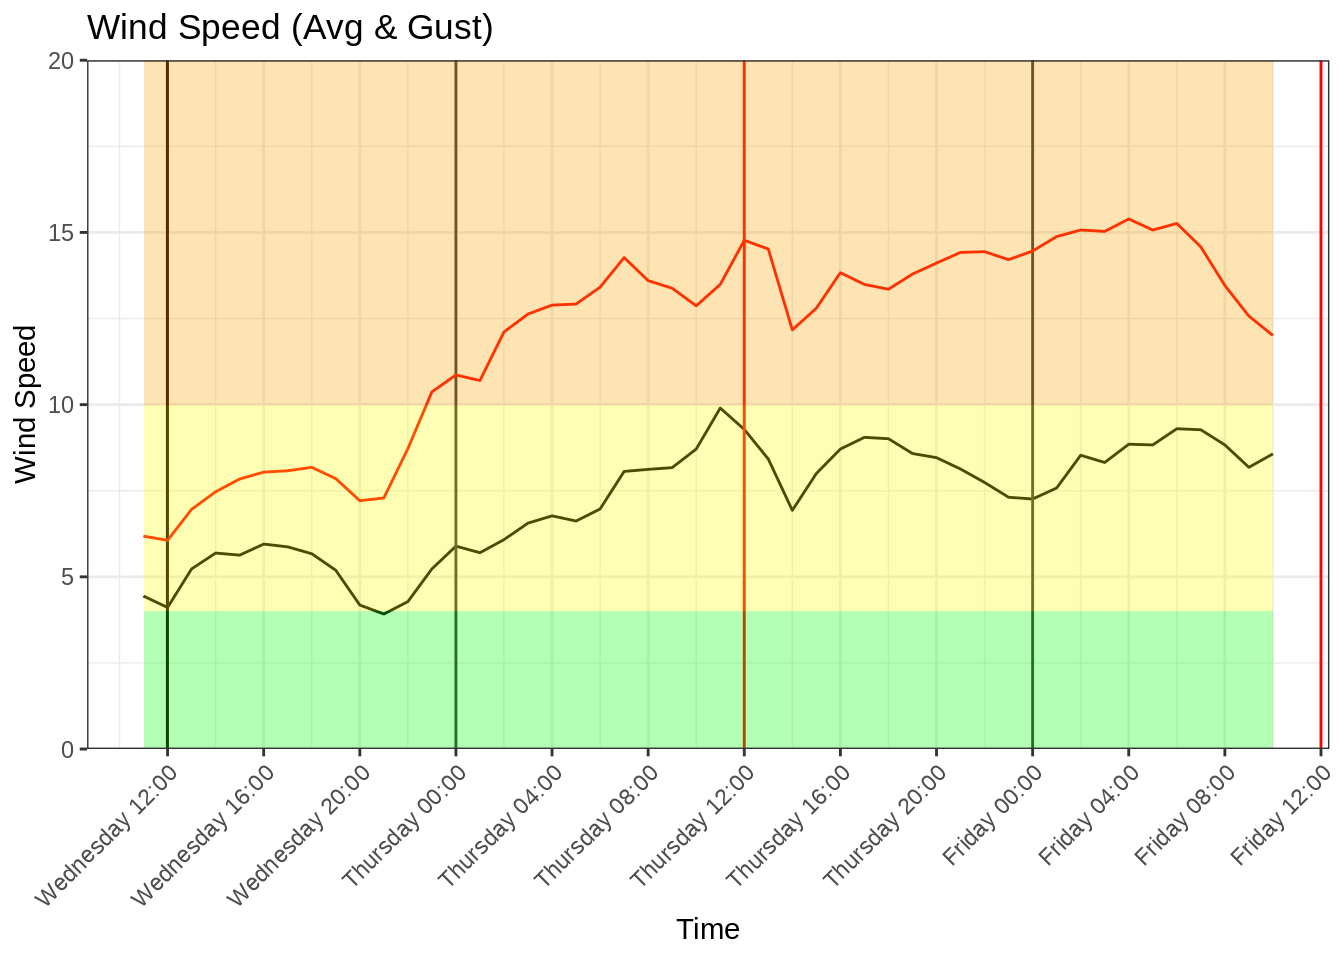 Wind Speed (Avg & Gust)
Wind Speed
20
15
10
5
0
Wednesday 12:00
Wednesday 16:00
Wednesday 20:00
Thursday 00:00
Thursday 04:00
Thursday 08:00
Thursday 12:00
Thursday 16:00
Thursday 20:00
Friday 00:00
Friday 04:00
Friday 08:00
Friday 12:00
Time